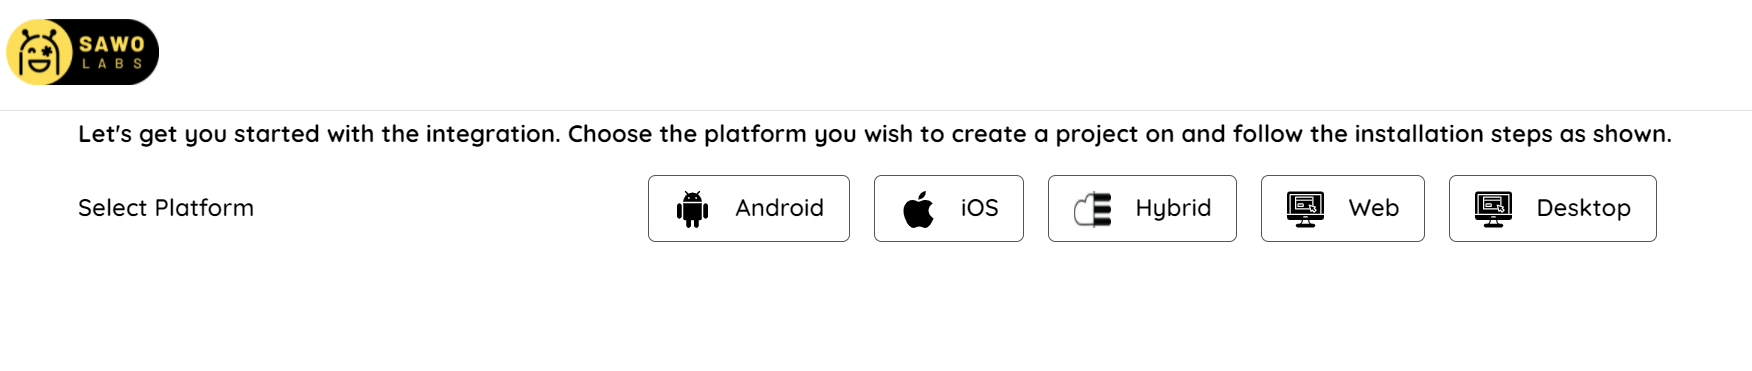 SAWO
LABS
Let's get you started with the integration. Choose the platform you wish to create a project on and follow the installation steps as shown.
Select Platform
Android
iOS
Hybrid
Web
Desktop